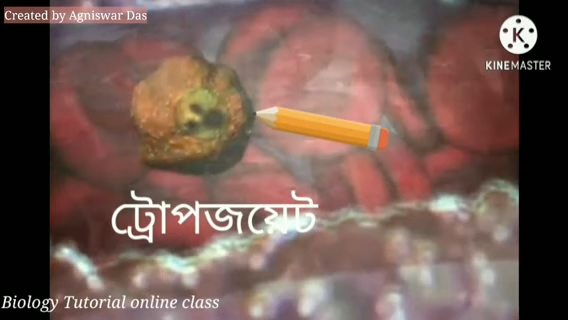 Created by Agniswar Das
K
KINEMASTER
ট্রোপজয়েট
Biology Tutorial online class